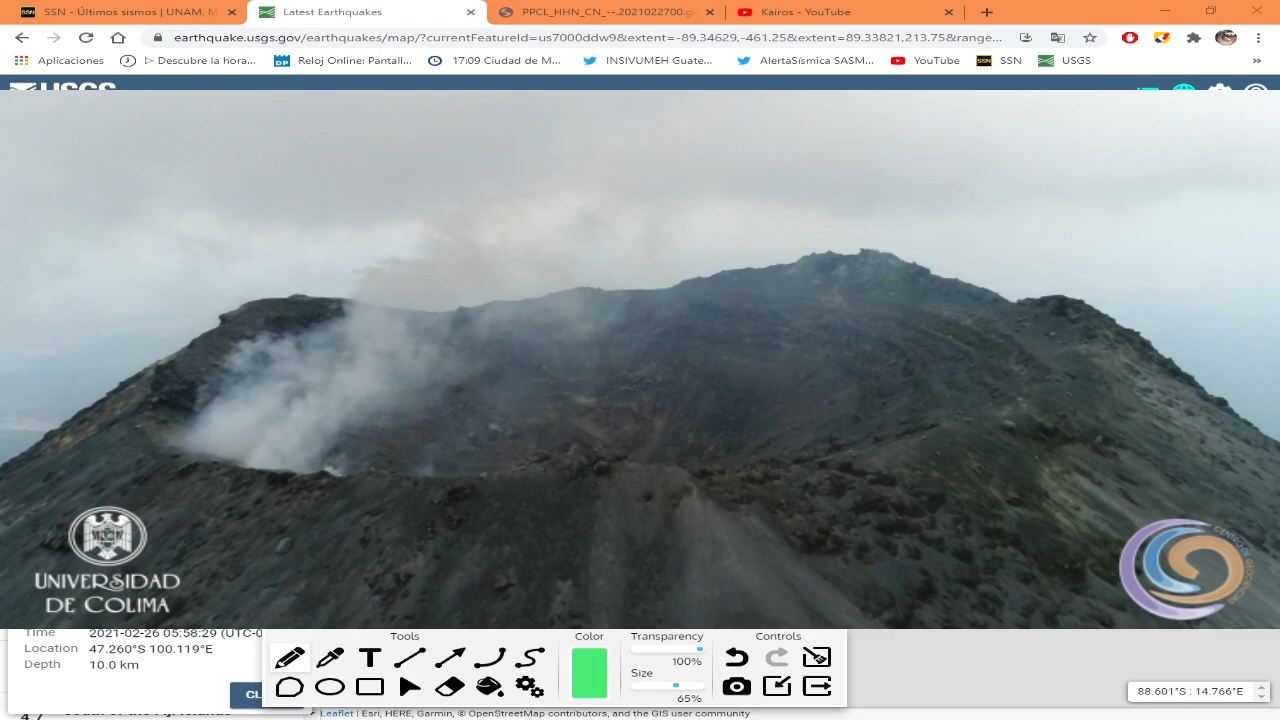 SSN - Últimos sismos | UNAM, M
Latest Earthquakes
PPCL_HHN_CN_--.2021022700.gi
Kairos - YouTube
earthquake.usgs.gov/earthquakes/map/?currentFeatureId=us7000ddw9&extent=-89.34629,-461.25&extent=89.33821,213.75&range...
Aplicaciones
▷ Descubre la hora...
Reloj Online: Pantall...
17:09 Ciudad de M...
INSIVUMEH Guate...
AlertaSísmica SASM...
YouTube
SSN
USGS
»
USGS
UNIVERSIDAD
DE COLIMA
Time 2021-02-26 05:58:29 (UTC-0
Location 47.260°S 100.119°E
Depth 10.0 km
CL
Tools
Color
Transparency
100%
Size
65%
Controls
88.601°S : 14.766°E
Leaflet | Esri, HERE, Garmin, © OpenStreetMap contributors, and the GIS user community